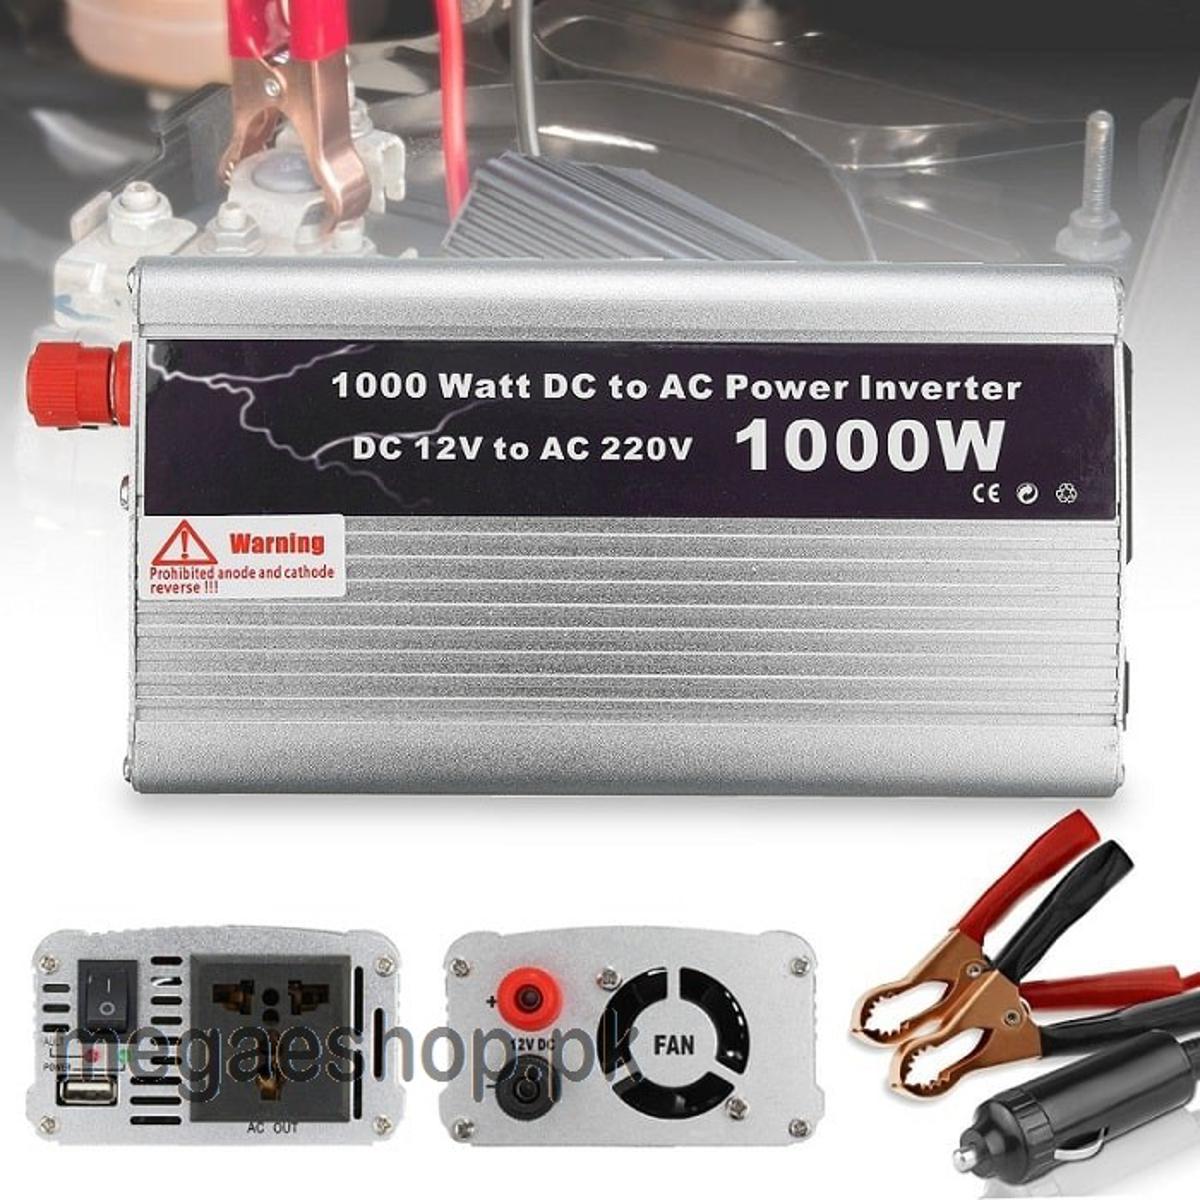 1000 Watt DC to AC Power Inverter
DC 12V to AC 220V 1000W
CE
Warning
Prohibited anode and cathode
reverse !!!
+
12V DC
FAN
POWER
AC OUT
megaeshop.pk